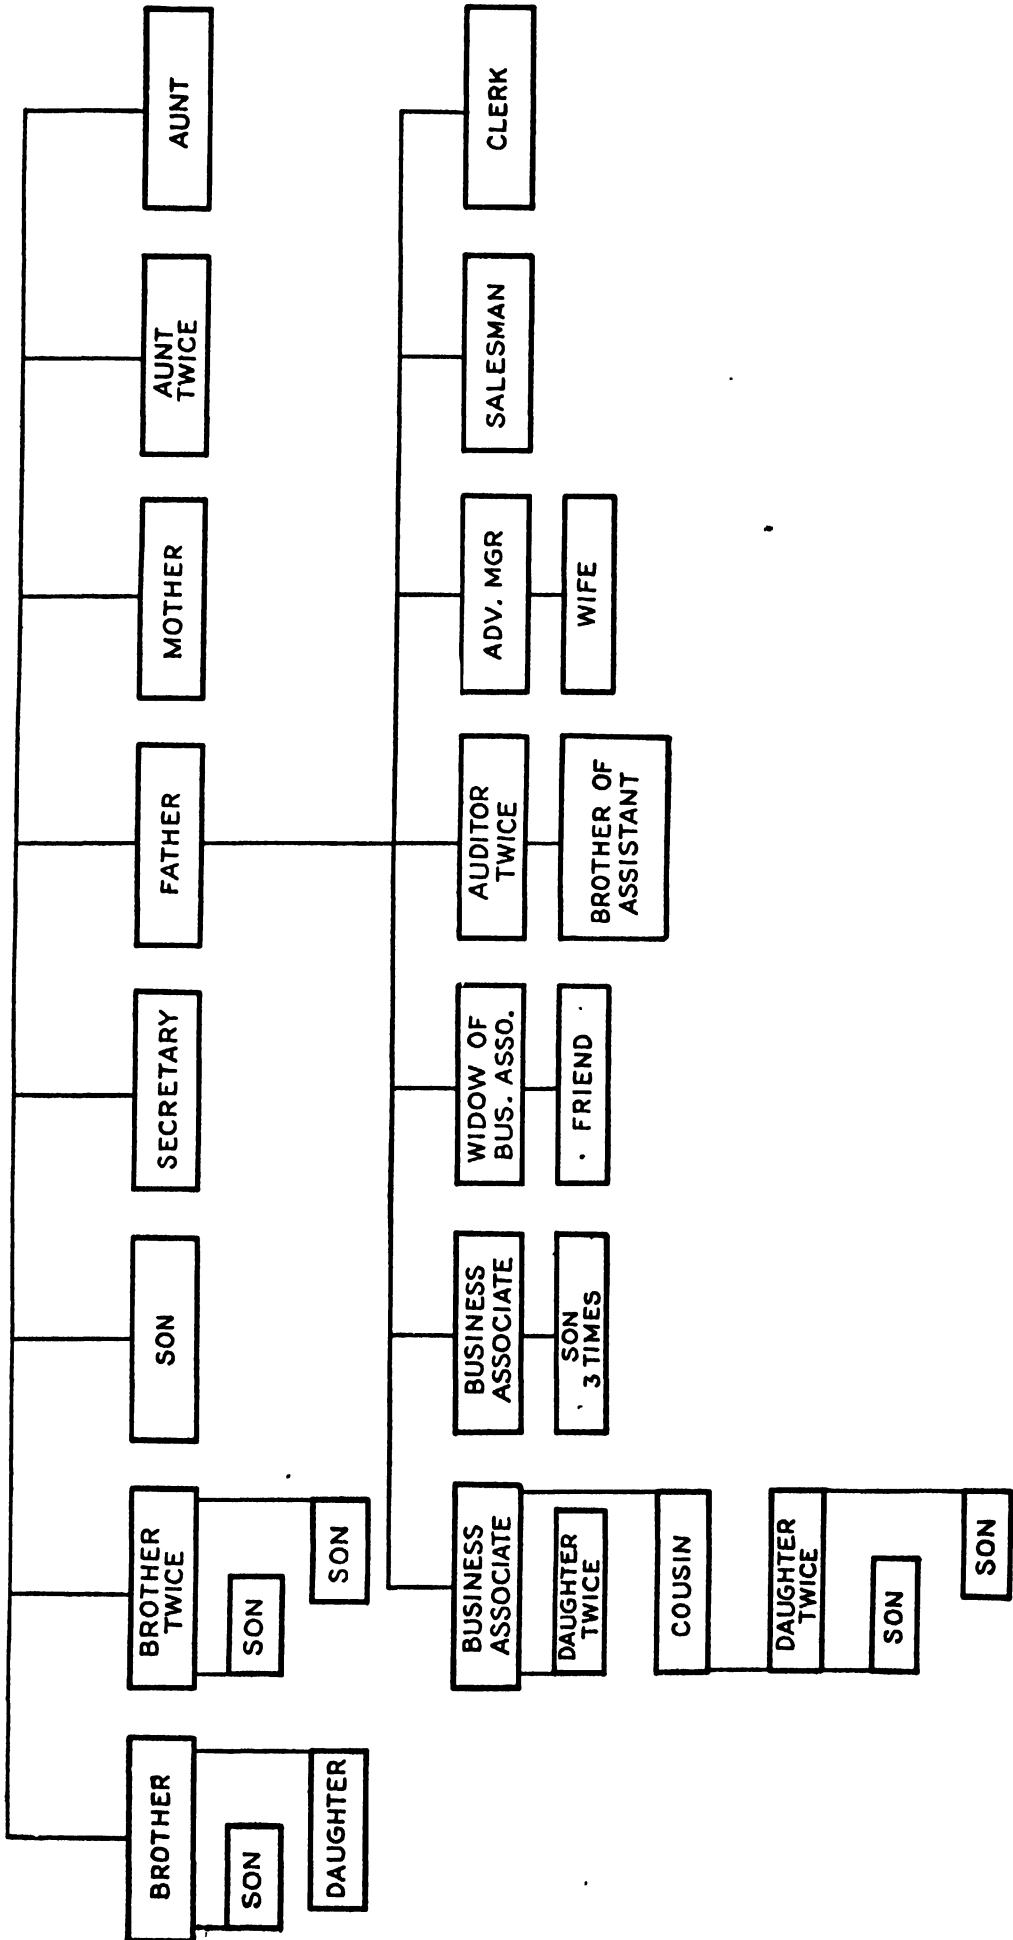 BROTHER
SON
DAUGHTER
BROTHER
TWICE
SON
SON
SON
SECRETARY
FATHER
MOTHER
AUNT
TWICE
AUNT
BUSINESS
ASSOCIATE
DAUGHTER
TWICE
COUSIN
DAUGHTER
TWICE
SON
SON
BUSINESS
ASSOCIATE
SON
3 TIMES
WIDOW OF
BUS. ASSO.
FRIEND
AUDITOR
TWICE
BROTHER OF
ASSISTANT
ADV. MGR
WIFE
SALESMAN
CLERK